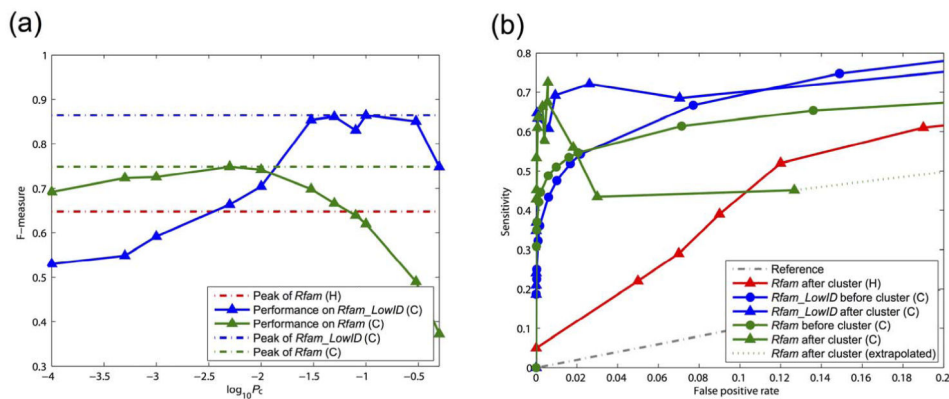 (a)
F-measure
1
0.9
0.8
0.7
0.6
0.5
0.4
0.3
-4 -3.5 -3 -2.5 -2 -1.5 -1 -0.5
log10Pc
Peak of Rfam (H)
Performance on Rfam_LowID (C)
Performance on Rfam (C)
Peak of Rfam_LowID (C)
Peak of Rfam (C)
(b)
Sensitivity
0.8
0.7
0.6
0.5
0.4
0.3
0.2
0.1
0
0 0.02 0.04 0.06 0.08 0.1 0.12 0.14 0.16 0.18 0.2
False positive rate
Reference
Rfam after cluster (H)
Rfam_LowID before cluster (C)
Rfam_LowID after cluster (C)
Rfam before cluster (C)
Rfam after cluster (C)
Rfam after cluster (extrapolated)